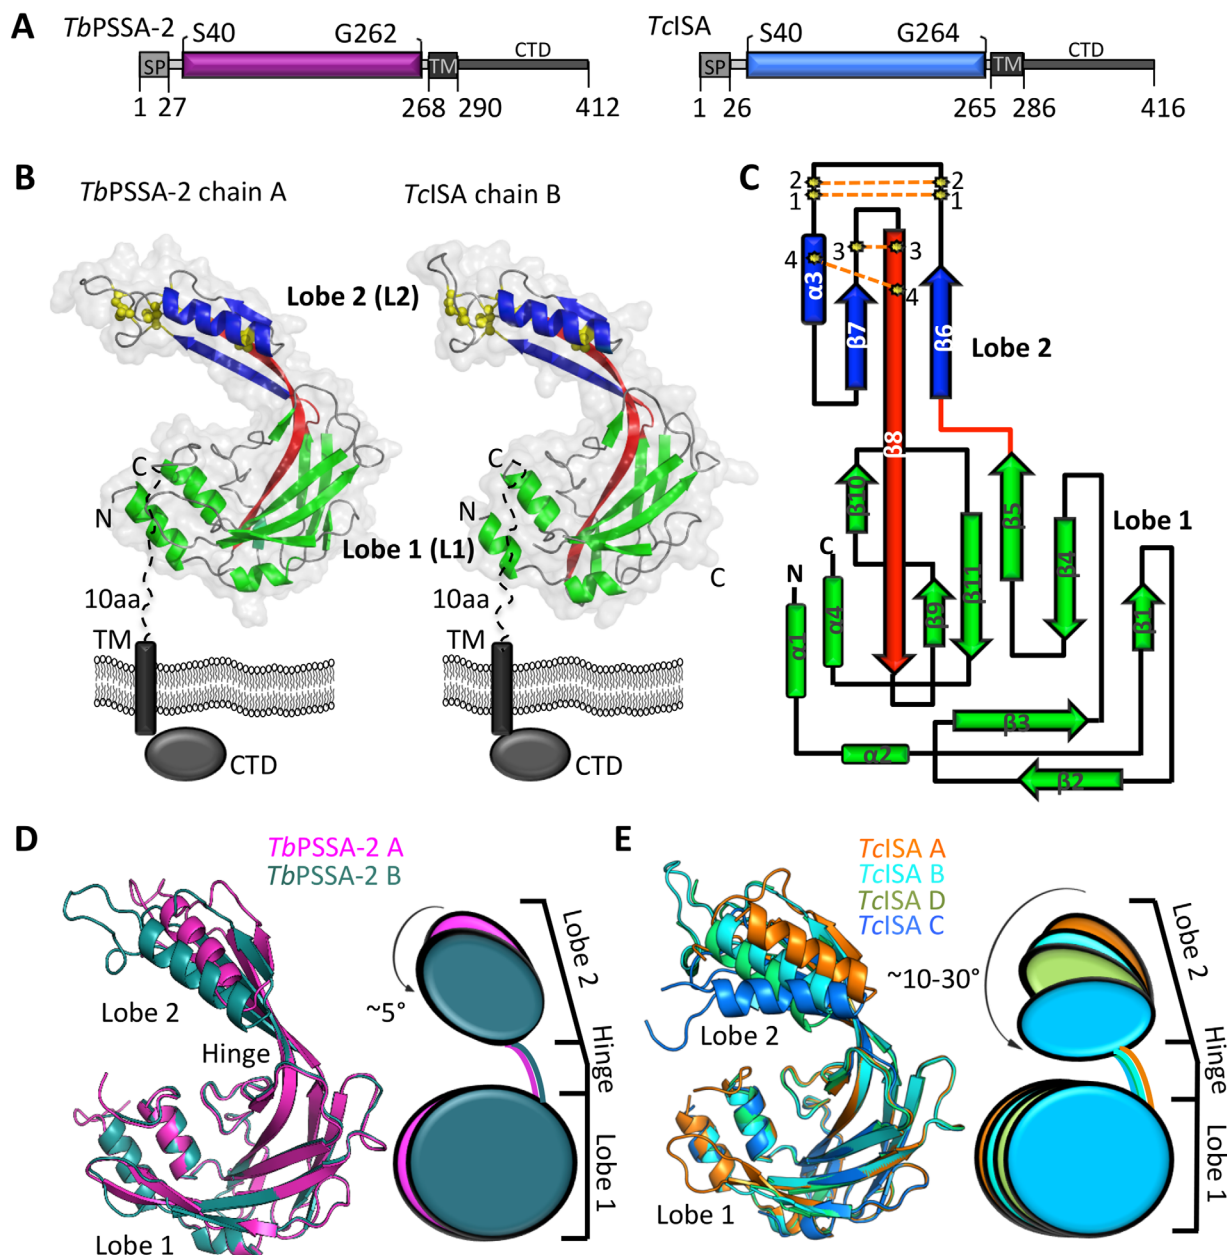 A
TbPSSA-2
S40
G262
SP
TM
CTD
1 27
268 290
412
TcISA
S40
G264
SP
TM
CTD
1 26
265 286
416
B
TbPSSA-2 chain A
TcISA chain B
Lobe 2 (L2)
C
N
Lobe 1 (L1)
10aa
TM
CTD
C
N
C
10aa
TM
CTD
C
2
2
1
1
3
3
4
4
α3
β7
β6
Lobe 2
β8
β10
β5
β4
Lobe 1
C
N
α1
α4
β9
β11
β1
β3
α2
β2
D
TbPSSA-2 A
TbPSSA-2 B
Lobe 2
Hinge
Lobe 1
~5°
Lobe 2
Hinge
Lobe 1
E
TcISA A
TcISA B
TcISA D
TcISA C
Lobe 2
Lobe 1
~10-30°
Lobe 2
Hinge
Lobe 1